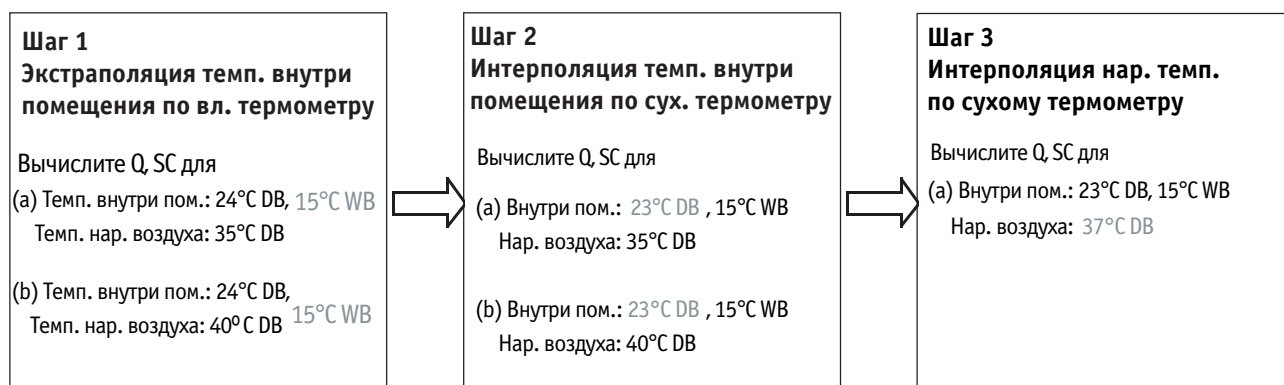 Шаг 1
Экстраполяция темп. внутри
помещения по вл. термометру
Вычислите Q, SC для
(a) Темп. внутри пом.: 24°C DB, 15°C WB
Темп. нар. воздуха: 35°C DB
(b) Темп. внутри пом.: 24°C DB,
Темп. нар. воздуха: 40⁰ C DB 15°C WB
Шаг 2
Интерполяция темп. внутри
помещения по сух. термометру
Вычислите Q, SC для
(a) Внутри пом.: 23°C DB , 15°C WB
Нар. воздуха: 35°C DB
(b) Внутри пом.: 23°C DB , 15°C WB
Нар. воздуха: 40°C DB
Шаг 3
Интерполяция нар. темп.
по сухому термометру
Вычислите Q, SC для
(a) Внутри пом.: 23°C DB, 15°C WB
Нар. воздуха: 37°C DB